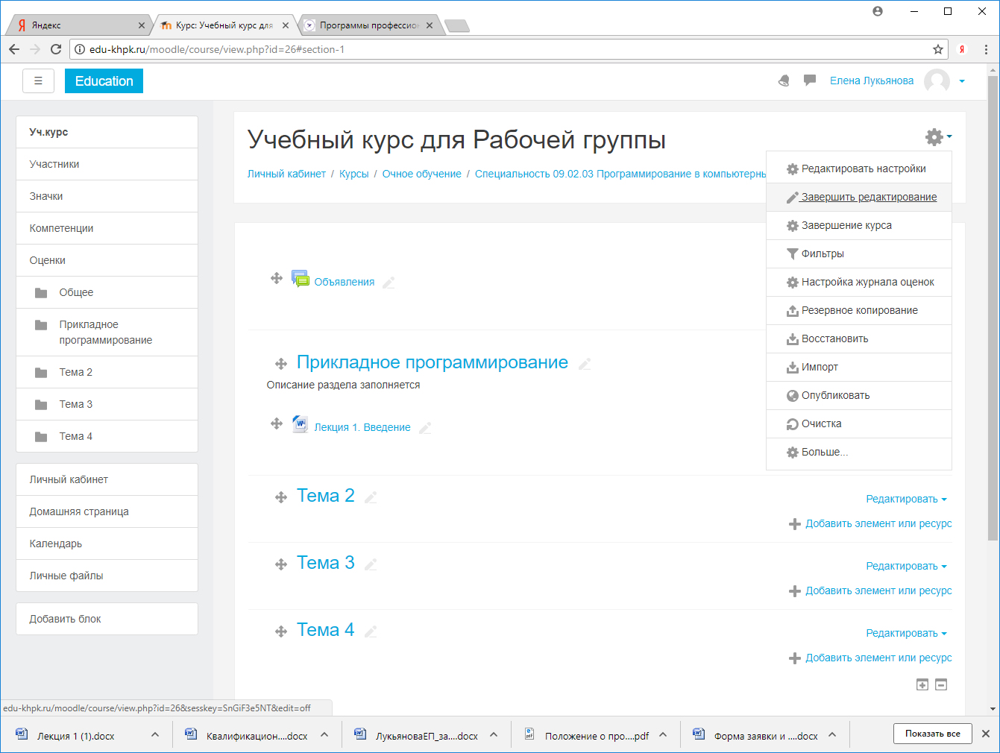 Яндекс
Курс: Учебный курс для
Программы профессион
edu-khpk.ru/moodle/course/view.php?id=26#section-1
Education
Елена Лукьянова
Уч.курс
Участники
Значки
Компетенции
Оценки
Общее
Прикладное
программирование
Тема 2
Тема 3
Тема 4
Личный кабинет
Домашняя страница
Календарь
Личные файлы
Добавить блок
Учебный курс для Рабочей группы
Личный кабинет / Курсы / Очное обучение / Специальность 09.02.03 Программирование в компьютерны
Редактировать настройки
Завершить редактирование
Завершение курса
Фильтры
Настройка журнала оценок
Резервное копирование
Восстановить
Импорт
Опубликовать
Очистка
Больше...
Объявления
Прикладное программирование
Описание раздела заполняется
Лекция 1. Введение
Тема 2
Редактировать
Добавить элемент или ресурс
Тема 3
Редактировать
Добавить элемент или ресурс
Тема 4
Редактировать
Добавить элемент или ресурс
edu-khpk.ru/moodle/course/view.php?id=26&sesskey=SnGiF3e5NT&edit=off
Лекция 1 (1).docx
Квалификацион....docx
ЛукьяноваЕП_за....docx
Положение о про....pdf
Форма заявки и ....docx
Показать все